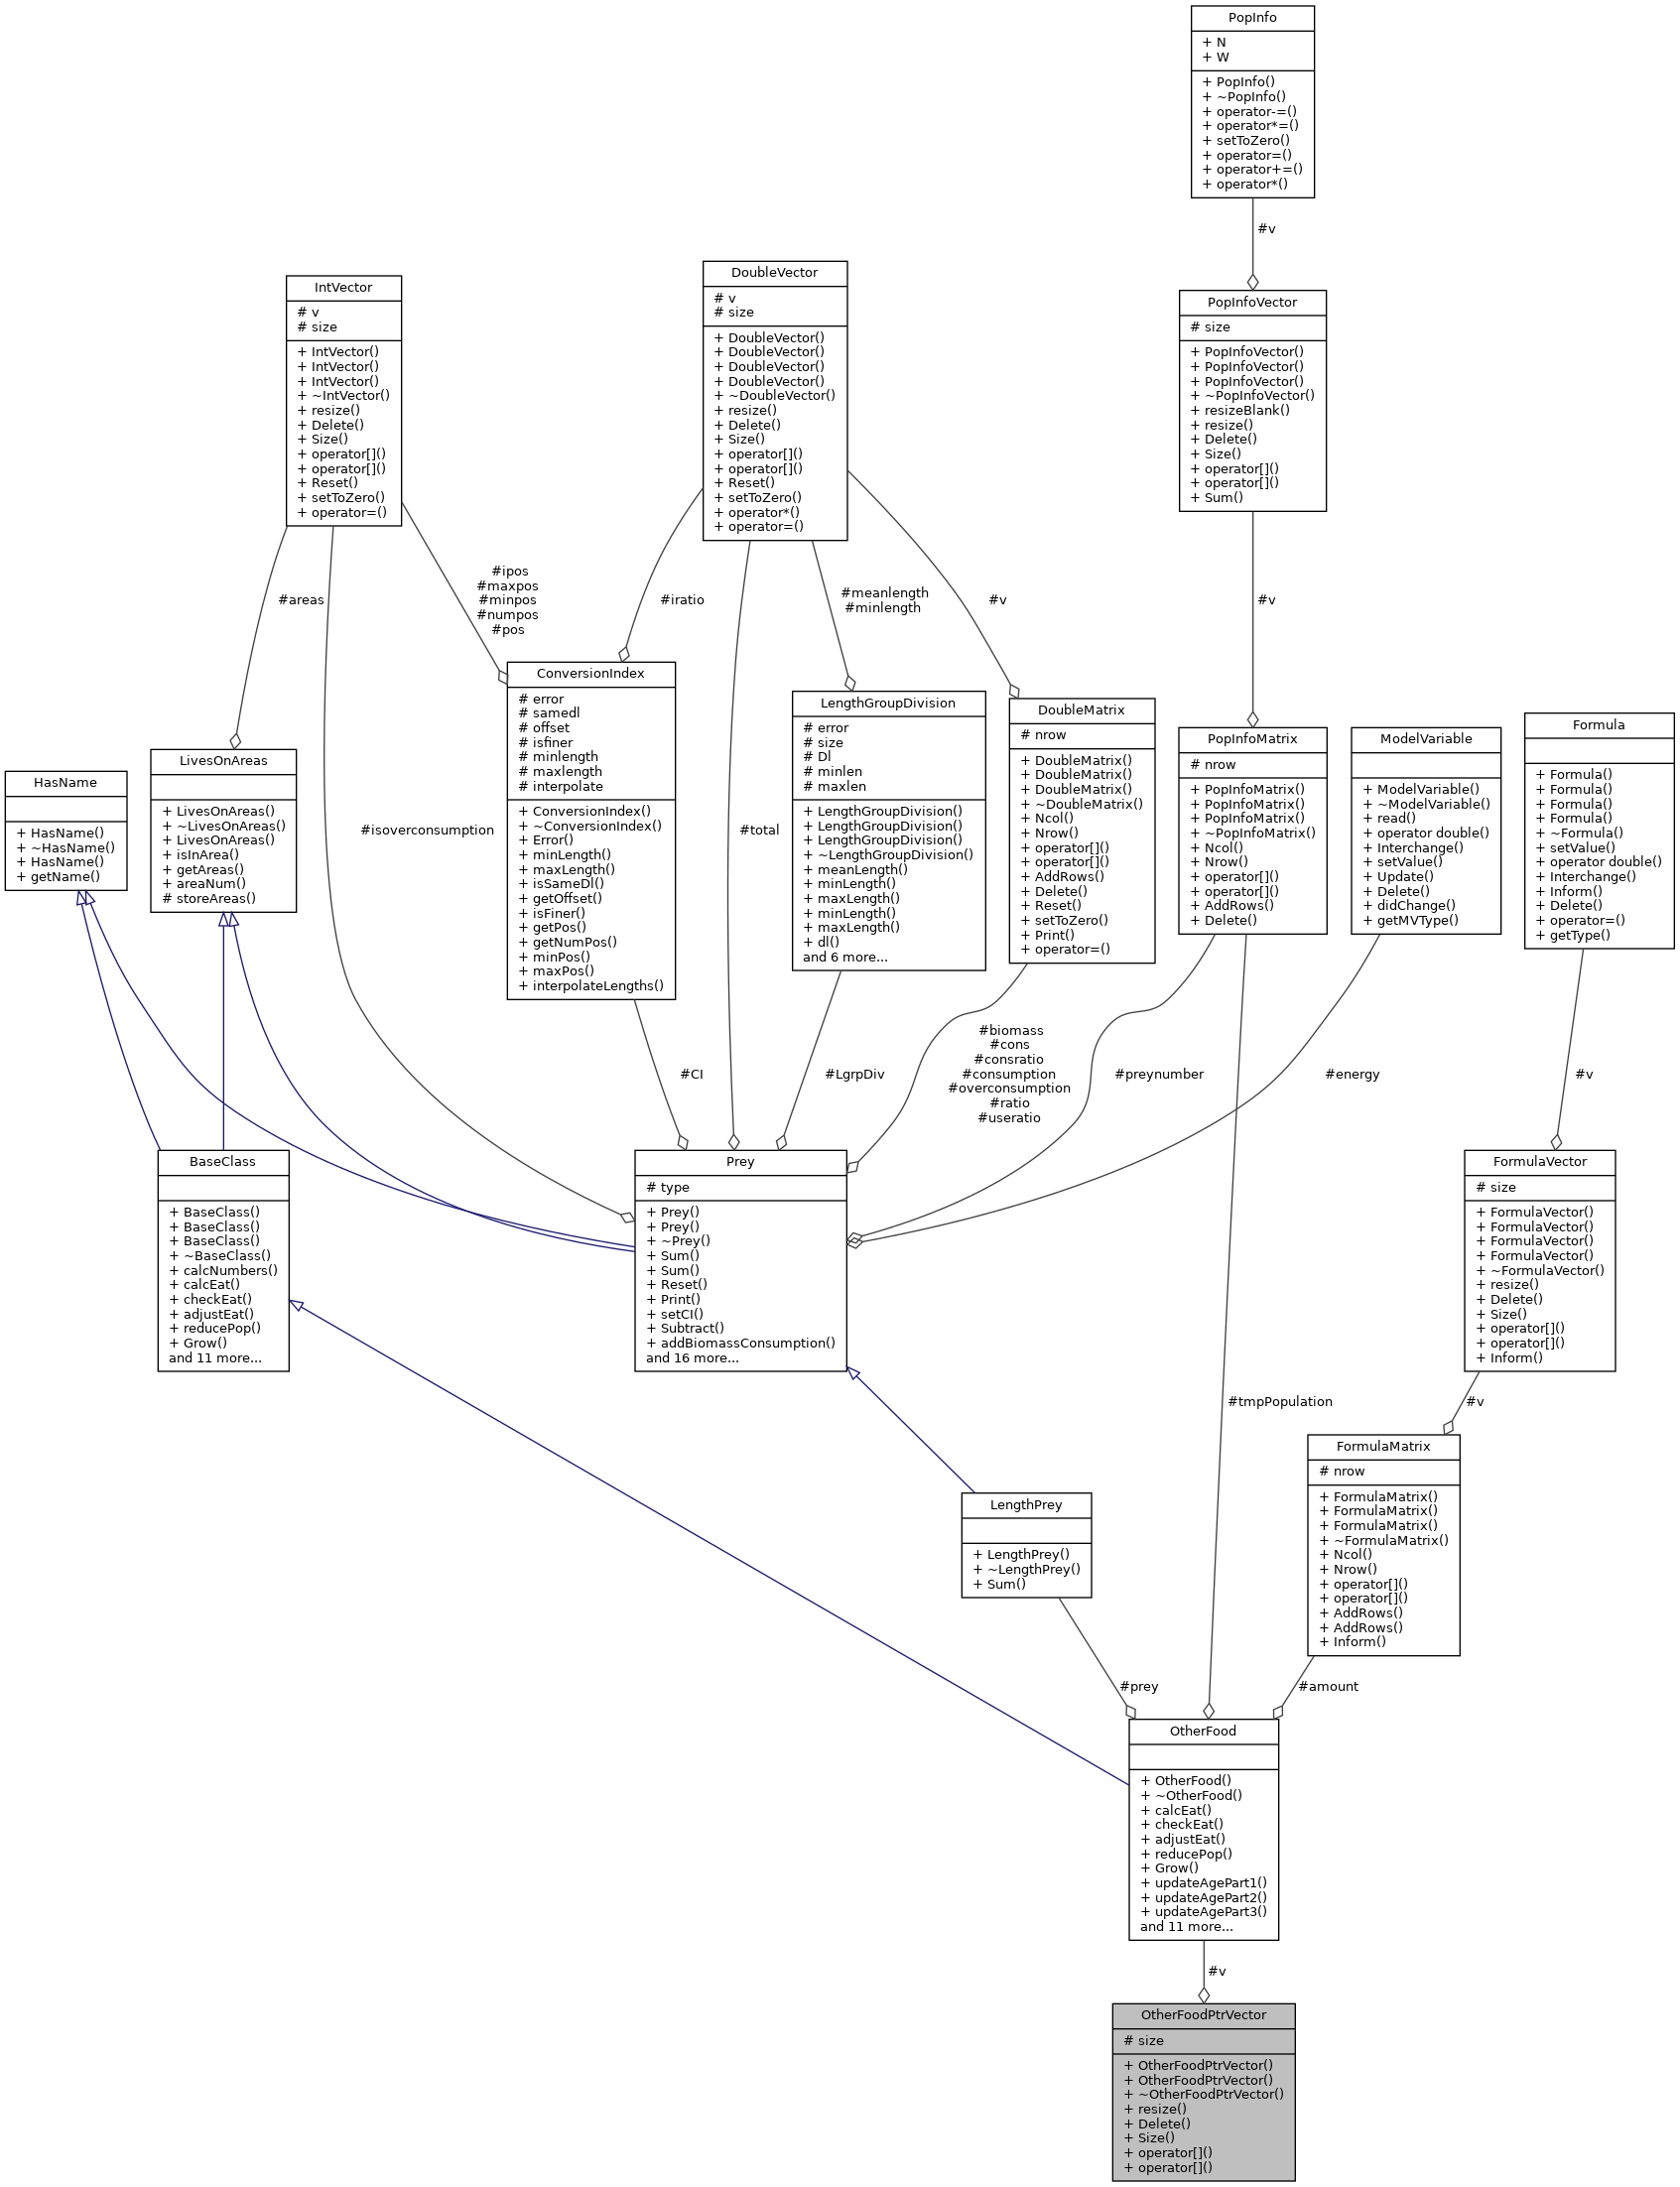 PopInfo
+ N
+ W
+ PopInfo()
+ ~PopInfo()
+ operator-=()
+ operator*=()
+ setToZero()
+ operator=()
+ operator+=()
+ operator*()
#v
IntVector
# v
# size
+ IntVector()
+ IntVector()
+ IntVector()
+ ~IntVector()
+ resize()
+ Delete()
+ Size()
+ operator[]()
+ operator[]()
+ Reset()
+ setToZero()
+ operator=()
DoubleVector
# v
# size
+ DoubleVector()
+ DoubleVector()
+ DoubleVector()
+ DoubleVector()
+ ~DoubleVector()
+ resize()
+ Delete()
+ Size()
+ operator[]()
+ operator[]()
+ Reset()
+ setToZero()
+ operator*()
+ operator=()
PopInfoVector
# size
+ PopInfoVector()
+ PopInfoVector()
+ PopInfoVector()
+ ~PopInfoVector()
+ resizeBlank()
+ resize()
+ Delete()
+ Size()
+ operator[]()
+ operator[]()
+ Sum()
#areas
#ipos
#maxpos
#minpos
#numpos
#pos
#iratio
#meanlength
#minlength
#v
#v
HasName
+ HasName()
+ ~HasName()
+ HasName()
+ getName()
LivesOnAreas
+ LivesOnAreas()
+ ~LivesOnAreas()
+ LivesOnAreas()
+ isInArea()
+ getAreas()
+ areaNum()
# storeAreas()
#isoverconsumption
ConversionIndex
# error
# samedl
# offset
# isfiner
# minlength
# maxlength
# interpolate
+ ConversionIndex()
+ ~ConversionIndex()
+ Error()
+ minLength()
+ maxLength()
+ isSameDl()
+ getOffset()
+ isFiner()
+ getPos()
+ getNumPos()
+ minPos()
+ maxPos()
+ interpolateLengths()
#total
LengthGroupDivision
# error
# size
# Dl
# minlen
# maxlen
+ LengthGroupDivision()
+ LengthGroupDivision()
+ LengthGroupDivision()
+ ~LengthGroupDivision()
+ meanLength()
+ minLength()
+ maxLength()
+ minLength()
+ maxLength()
+ dl()
and 6 more...
DoubleMatrix
# nrow
+ DoubleMatrix()
+ DoubleMatrix()
+ DoubleMatrix()
+ ~DoubleMatrix()
+ Ncol()
+ Nrow()
+ operator[]()
+ operator[]()
+ AddRows()
+ Delete()
+ Reset()
+ setToZero()
+ Print()
+ operator=()
PopInfoMatrix
# nrow
+ PopInfoMatrix()
+ PopInfoMatrix()
+ PopInfoMatrix()
+ ~PopInfoMatrix()
+ Ncol()
+ Nrow()
+ operator[]()
+ operator[]()
+ AddRows()
+ Delete()
ModelVariable
+ ModelVariable()
+ ~ModelVariable()
+ read()
+ operator double()
+ Interchange()
+ setValue()
+ Update()
+ Delete()
+ didChange()
+ getMVType()
Formula
+ Formula()
+ Formula()
+ Formula()
+ Formula()
+ ~Formula()
+ setValue()
+ operator double()
+ Interchange()
+ Inform()
+ Delete()
+ operator=()
+ getType()
#CI
#LgrpDiv
#biomass
#cons
#consratio
#consumption
#overconsumption
#ratio
#useratio
#preynumber
#energy
#v
BaseClass
+ BaseClass()
+ BaseClass()
+ BaseClass()
+ ~BaseClass()
+ calcNumbers()
+ calcEat()
+ checkEat()
+ adjustEat()
+ reducePop()
+ Grow()
and 11 more...
Prey
# type
+ Prey()
+ Prey()
+ ~Prey()
+ Sum()
+ Sum()
+ Reset()
+ Print()
+ setCI()
+ Subtract()
+ addBiomassConsumption()
and 16 more...
FormulaVector
# size
+ FormulaVector()
+ FormulaVector()
+ FormulaVector()
+ FormulaVector()
+ ~FormulaVector()
+ resize()
+ Delete()
+ Size()
+ operator[]()
+ operator[]()
+ Inform()
#tmpPopulation
#v
LengthPrey
+ LengthPrey()
+ ~LengthPrey()
+ Sum()
FormulaMatrix
# nrow
+ FormulaMatrix()
+ FormulaMatrix()
+ FormulaMatrix()
+ ~FormulaMatrix()
+ Ncol()
+ Nrow()
+ operator[]()
+ operator[]()
+ AddRows()
+ AddRows()
+ Inform()
#prey
#amount
OtherFood
+ OtherFood()
+ ~OtherFood()
+ calcEat()
+ checkEat()
+ adjustEat()
+ reducePop()
+ Grow()
+ updateAgePart1()
+ updateAgePart2()
+ updateAgePart3()
and 11 more...
#v
OtherFoodPtrVector
# size
+ OtherFoodPtrVector()
+ OtherFoodPtrVector()
+ ~OtherFoodPtrVector()
+ resize()
+ Delete()
+ Size()
+ operator[]()
+ operator[]()